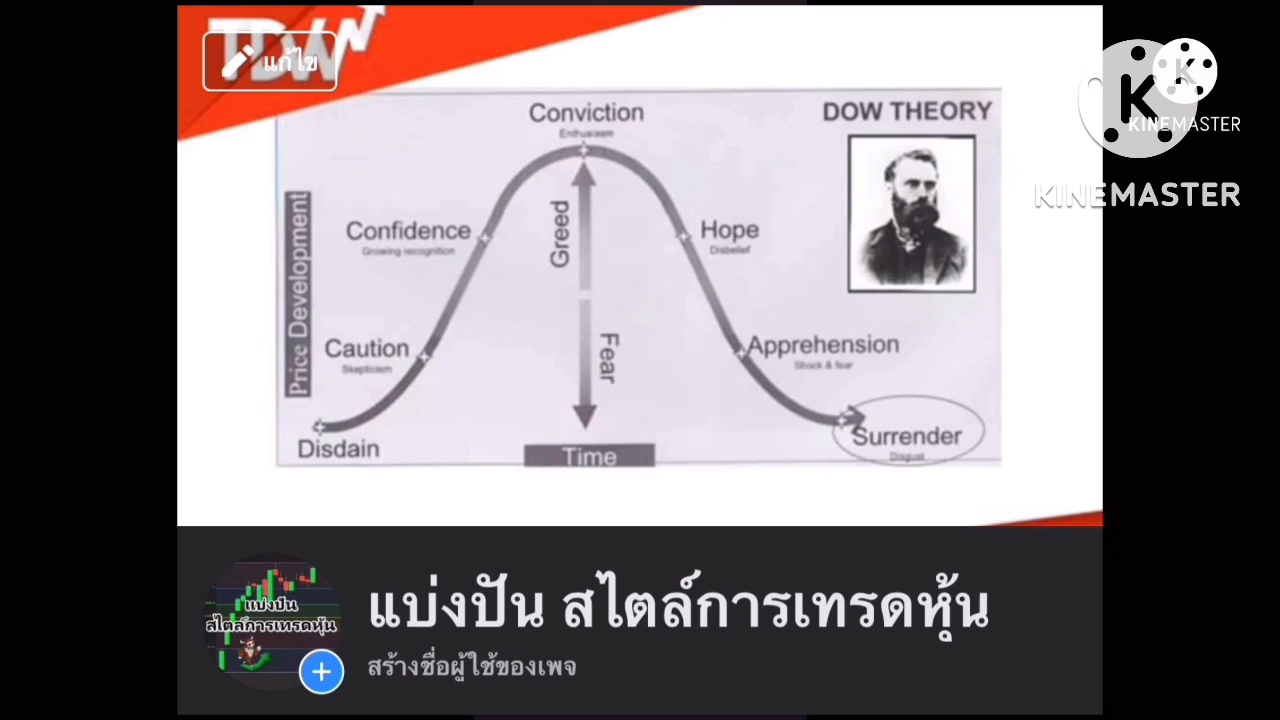 TDW
แก้ไข
Conviction
Enthusiasm
DOW THEORY
KINEMASTER
KINEMASTER
Price Development
Confidence
Growing recognition
Greed
Hope
Disbelief
Caution
Skepticism
Fear
Apprehension
Shock & fear
Disdain
Time
Surrender
Disgust
แบ่งปัน
สไตล์การเทรดหุ้น
แบ่งปัน สไตล์การเทรดหุ้น
สร้างชื่อผู้ใช้ของเพจ